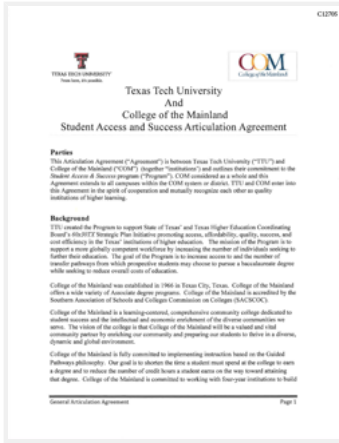 C12705
TEXAS TECH UNIVERSITY
From here, it's possible.
COM
College of the Mainland
Texas Tech University
And
College of the Mainland
Student Access and Success Articulation Agreement
Parties
This Articulation Agreement ("Agreement") is between Texas Tech University ("TTU") and
College of the Mainland ("COM") (together "institutions") and outlines their commitment to the
Student Access & Success program ("Program"). COM considered as a whole and this
Agreement extends to all campuses within the COM system or district. TTU and COM enter into
this Agreement in the spirit of cooperation and mutually recognize each other as quality
institutions of higher learning.
Background
TTU created the Program to support State of Texas' and Texas Higher Education Coordinating
Board's 60x30TX Strategic Plan Initiative promoting access, affordability, quality, success, and
cost efficiency in the Texas' institutions of higher education. The mission of the Program is to
support a more globally competent workforce by increasing the number of individuals seeking to
further their education. The goal of the Program is to increase access to and the number of
transfer pathways from which prospective students may choose to pursue a baccalaureate degree
while seeking to reduce overall costs of education.
College of the Mainland was established in 1966 in Texas City, Texas. College of the Mainland
offers a wide variety of Associate degree programs. College of the Mainland is accredited by the
Southern Association of Schools and Colleges Commission on Colleges (SACSCOC).
College of the Mainland is a learning-centered, comprehensive community college dedicated to
student success and the intellectual and economic enrichment of the diverse communities we
serve. The vision of the college is that College of the Mainland will be a valued and vital
community partner by enriching our community and preparing our students to thrive in a diverse,
dynamic and global environment.
College of the Mainland is fully committed to implementing instruction based on the Guided
Pathways philosophy. Our goal is to shorten the time a student must spend at the college to earn
a degree and to reduce the number of credit hours a student earns on the way toward attaining
that degree. College of the Mainland is committed to working with four-year institutions to build
General Articulation Agreement Page 1